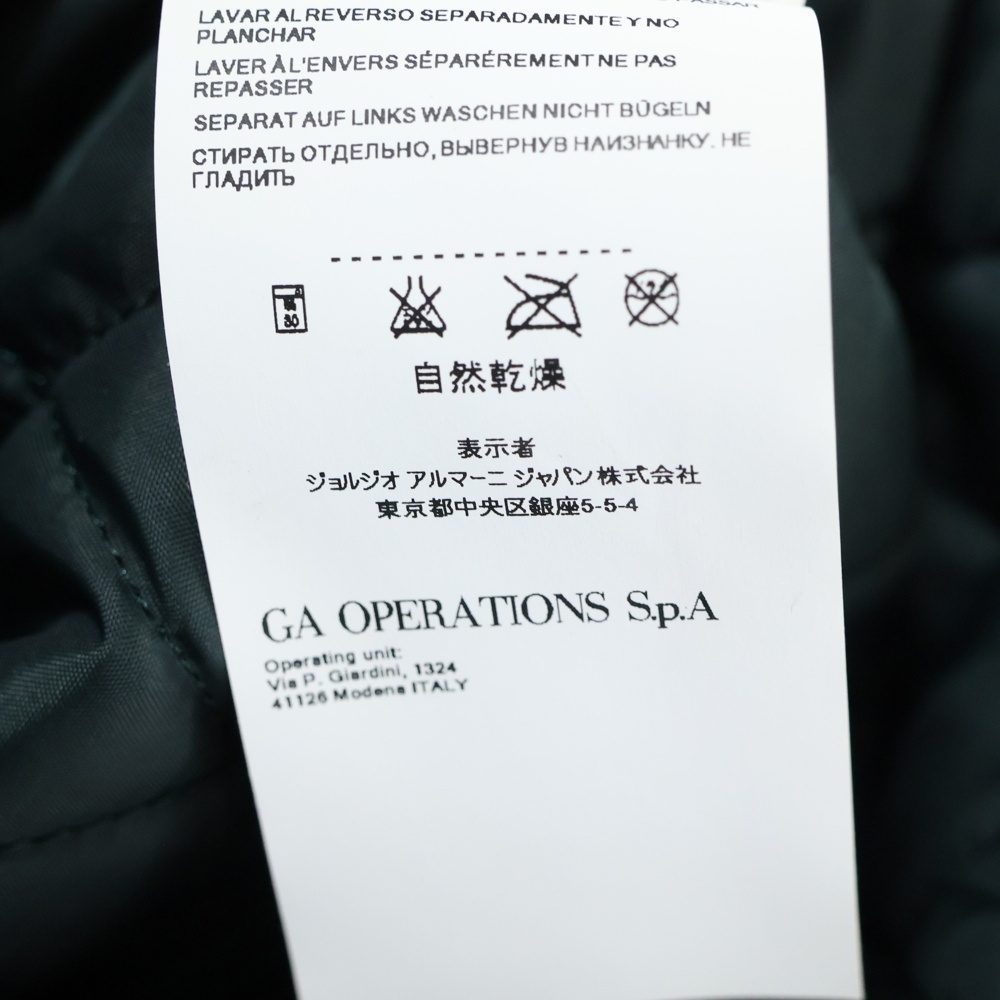 PASSAR
LAVAR AL REVERSO SEPARADAMENTE Y NO
PLANCHAR
LAVER À L'ENVERS SÉPARÉREMENT NE PAS
REPASSER
SEPARAT AUF LINKS WASCHEN NICHT BÜGELN
СТИРАТЬ ОТДЕЛЬНО, ВЫВЕРНУВ НАИЗНАНКУ. НЕ
ГЛАДИТЬ
30
自然乾燥
表示者
ジョルジオ アルマーニ ジャパン株式会社
東京都中央区銀座5-5-4
GA OPERATIONS S.p.A
Operating unit:
Via P. Giardini, 1324
41126 Modena ITALY